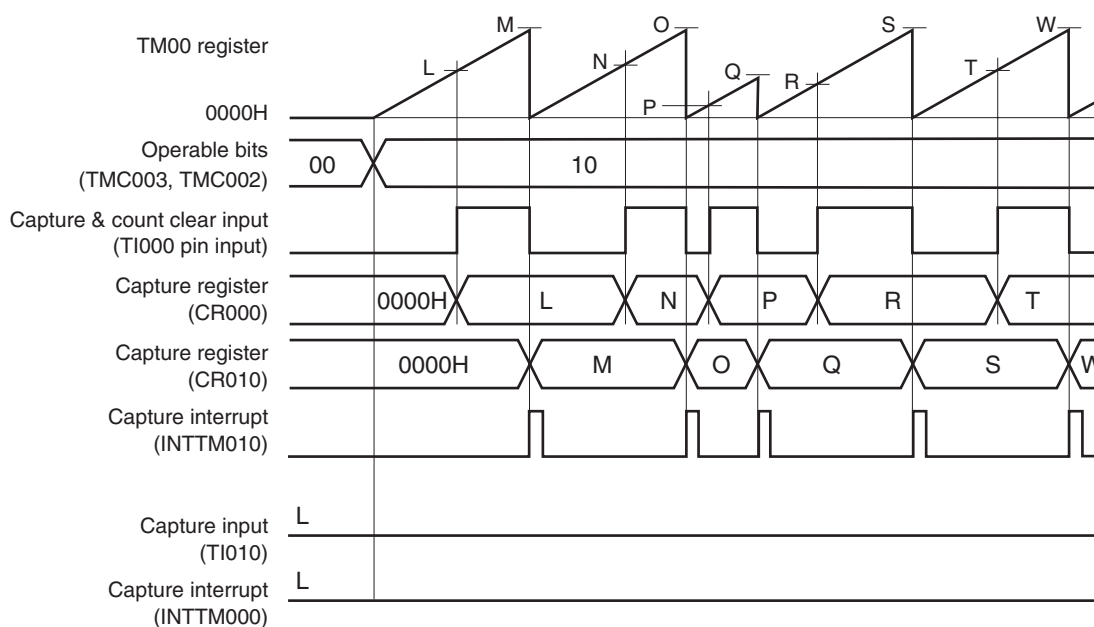 M O S W
L N Q R T
P
TM00 register
0000H
Operable bits
(TMC003, TMC002)
00 10
Capture & count clear input
(TI000 pin input)
Capture register
(CR000)
0000H L N P R T
Capture register
(CR010)
0000H M O Q S W
Capture interrupt
(INTTM010)
Capture input
(TI010)
L
Capture interrupt
(INTTM000)
L